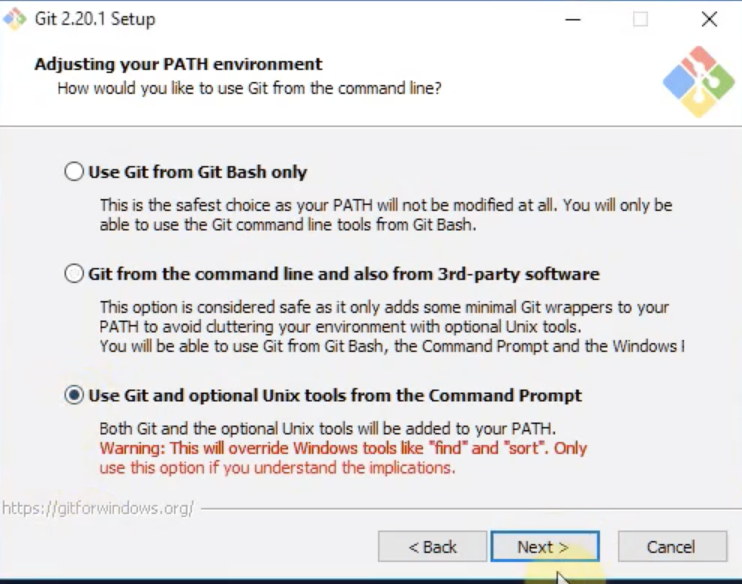 Git 2.20.1 Setup
Adjusting your PATH environment
How would you like to use Git from the command line?
Use Git from Git Bash only
This is the safest choice as your PATH will not be modified at all. You will only be
able to use the Git command line tools from Git Bash.
Git from the command line and also from 3rd-party software
This option is considered safe as it only adds some minimal Git wrappers to your
PATH to avoid cluttering your environment with optional Unix tools.
You will be able to use Git from Git Bash, the Command Prompt and the Windows
Use Git and optional Unix tools from the Command Prompt
Both Git and the optional Unix tools will be added to your PATH.
Warning: This will override Windows tools like "find" and "sort". Only
use this option if you understand the implications.
https://gitforwindows.org/
< Back Next > Cancel